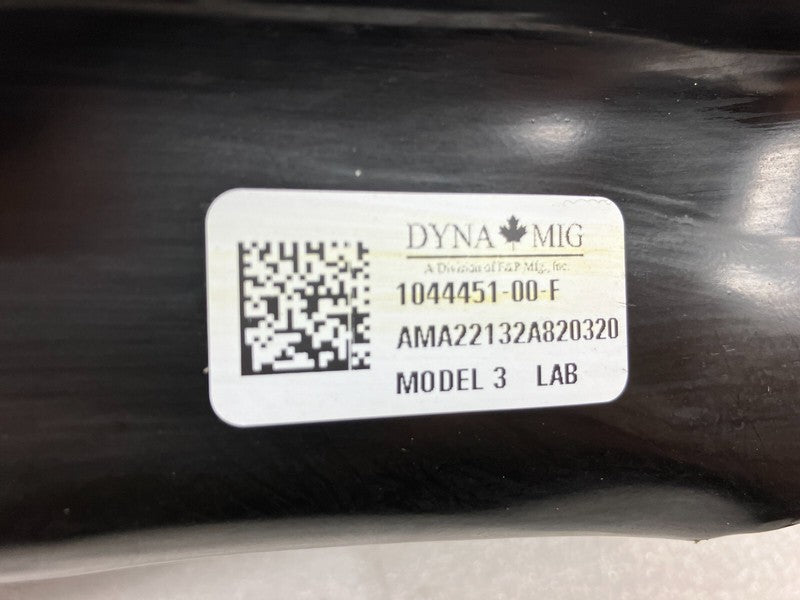 DYNA MIG
A Division of F&P Mfg., Inc.
1044451-00-F
AMA22132A820320
MODEL 3 LAB